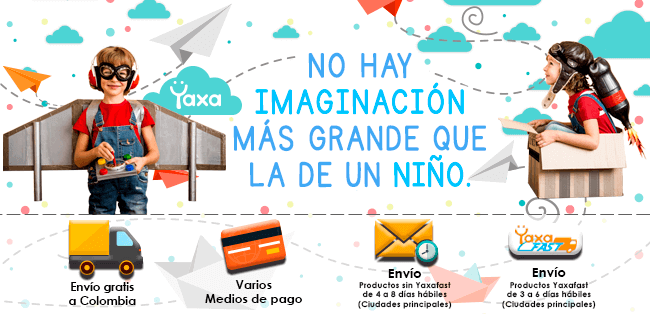 NO HAY
IMAGINACIÓN
MÁS GRANDE QUE
LA DE UN NIÑO.
Yaxa
Envío gratis
a Colombia
Varios
Medios de pago
Envío
Productos sin Yaxafast
de 4 a 8 días hábiles
(Ciudades principales)
Yaxa
FAST
Envío
Productos Yaxafast
de 3 a 6 días hábiles
(Ciudades principales)